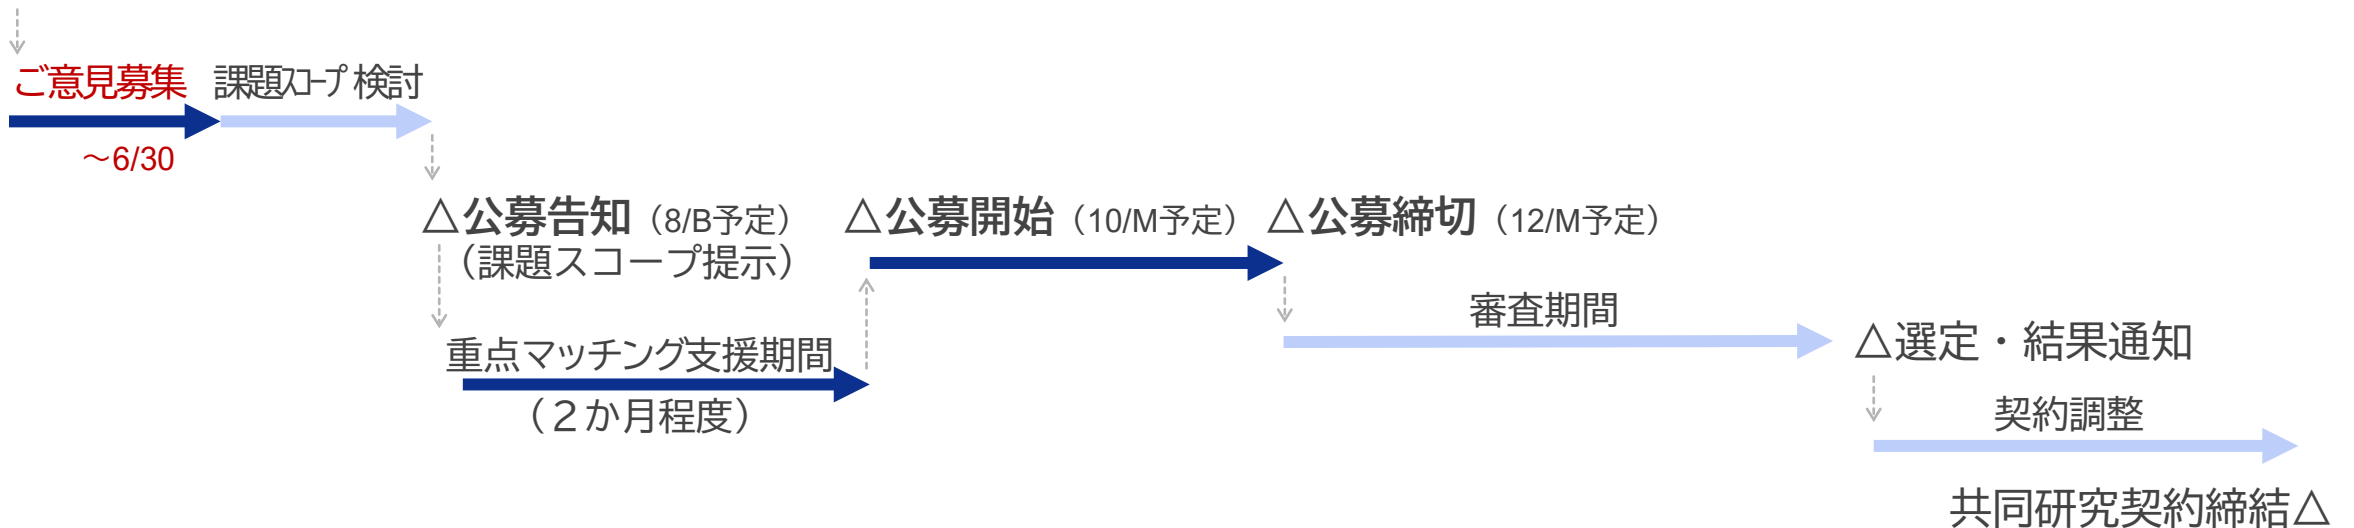 ご意見募集
課題ｽｺｰﾌﾟ検討
～6/30
△公募告知（8/B予定）
（課題スコープ提示）
△公募開始（10/M予定）
△公募締切（12/M予定）
重点マッチング支援期間
（２か月程度）
審査期間
△選定・結果通知
契約調整
共同研究契約締結△